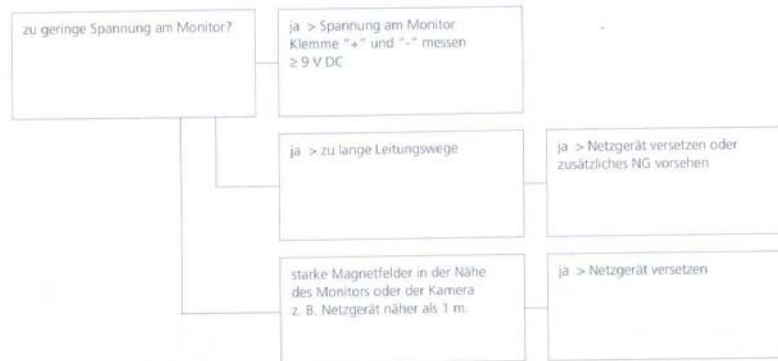 zu geringe Spannung am Monitor?
ja > Spannung am Monitor
Klemme "+" und "-" messen
≥ 9 V DC
ja > zu lange Leitungswege
ja > Netzgerät versetzen oder
zusätzliches NG vorsehen
starke Magnetfelder in der Nähe
des Monitors oder der Kamera
z. B. Netzgerät näher als 1 m.
ja > Netzgerät versetzen